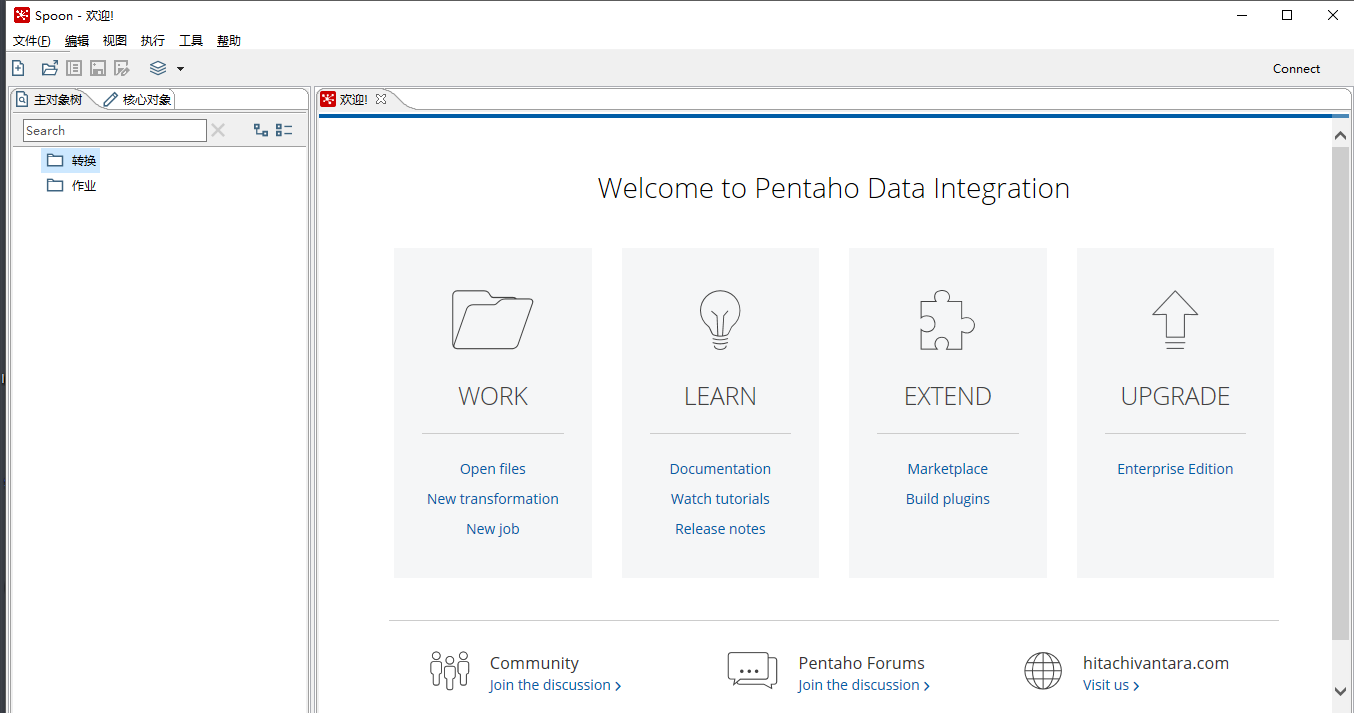 Spoon - 欢迎!
文件(F) 编辑 视图 执行 工具 帮助
Connect
主对象树 核心对象
欢迎!
Search
转换
作业
Welcome to Pentaho Data Integration
WORK
Open files
New transformation
New job
LEARN
Documentation
Watch tutorials
Release notes
EXTEND
Marketplace
Build plugins
UPGRADE
Enterprise Edition
Community
Join the discussion
Pentaho Forums
Join the discussion
hitachivantara.com
Visit us